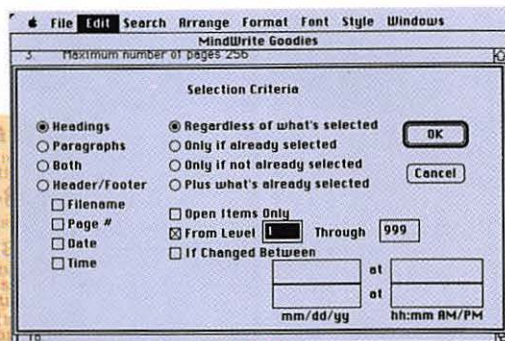 File Edit Search Arrange Format Font Style Windows
MindWrite Goodies
3. Maximum number of pages 256
Selection Criteria
Headings
Paragraphs
Both
Header/Footer
Filename
Page #
Date
Time
Regardless of what's selected
Only if already selected
Only if not already selected
Plus what's already selected
Open Items Only
From Level 1 Through 999
If Changed Between
at
at
mm/dd/yy hh:mm AM/PM
OK
Cancel